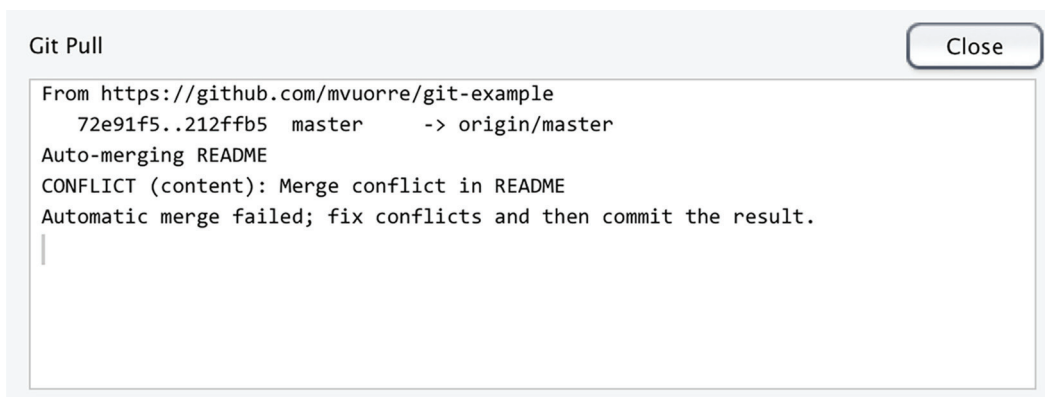 Git Pull
Close
From https://github.com/mvuorre/git-example
72e91f5..212ffb5 master -> origin/master
Auto-merging README
CONFLICT (content): Merge conflict in README
Automatic merge failed; fix conflicts and then commit the result.